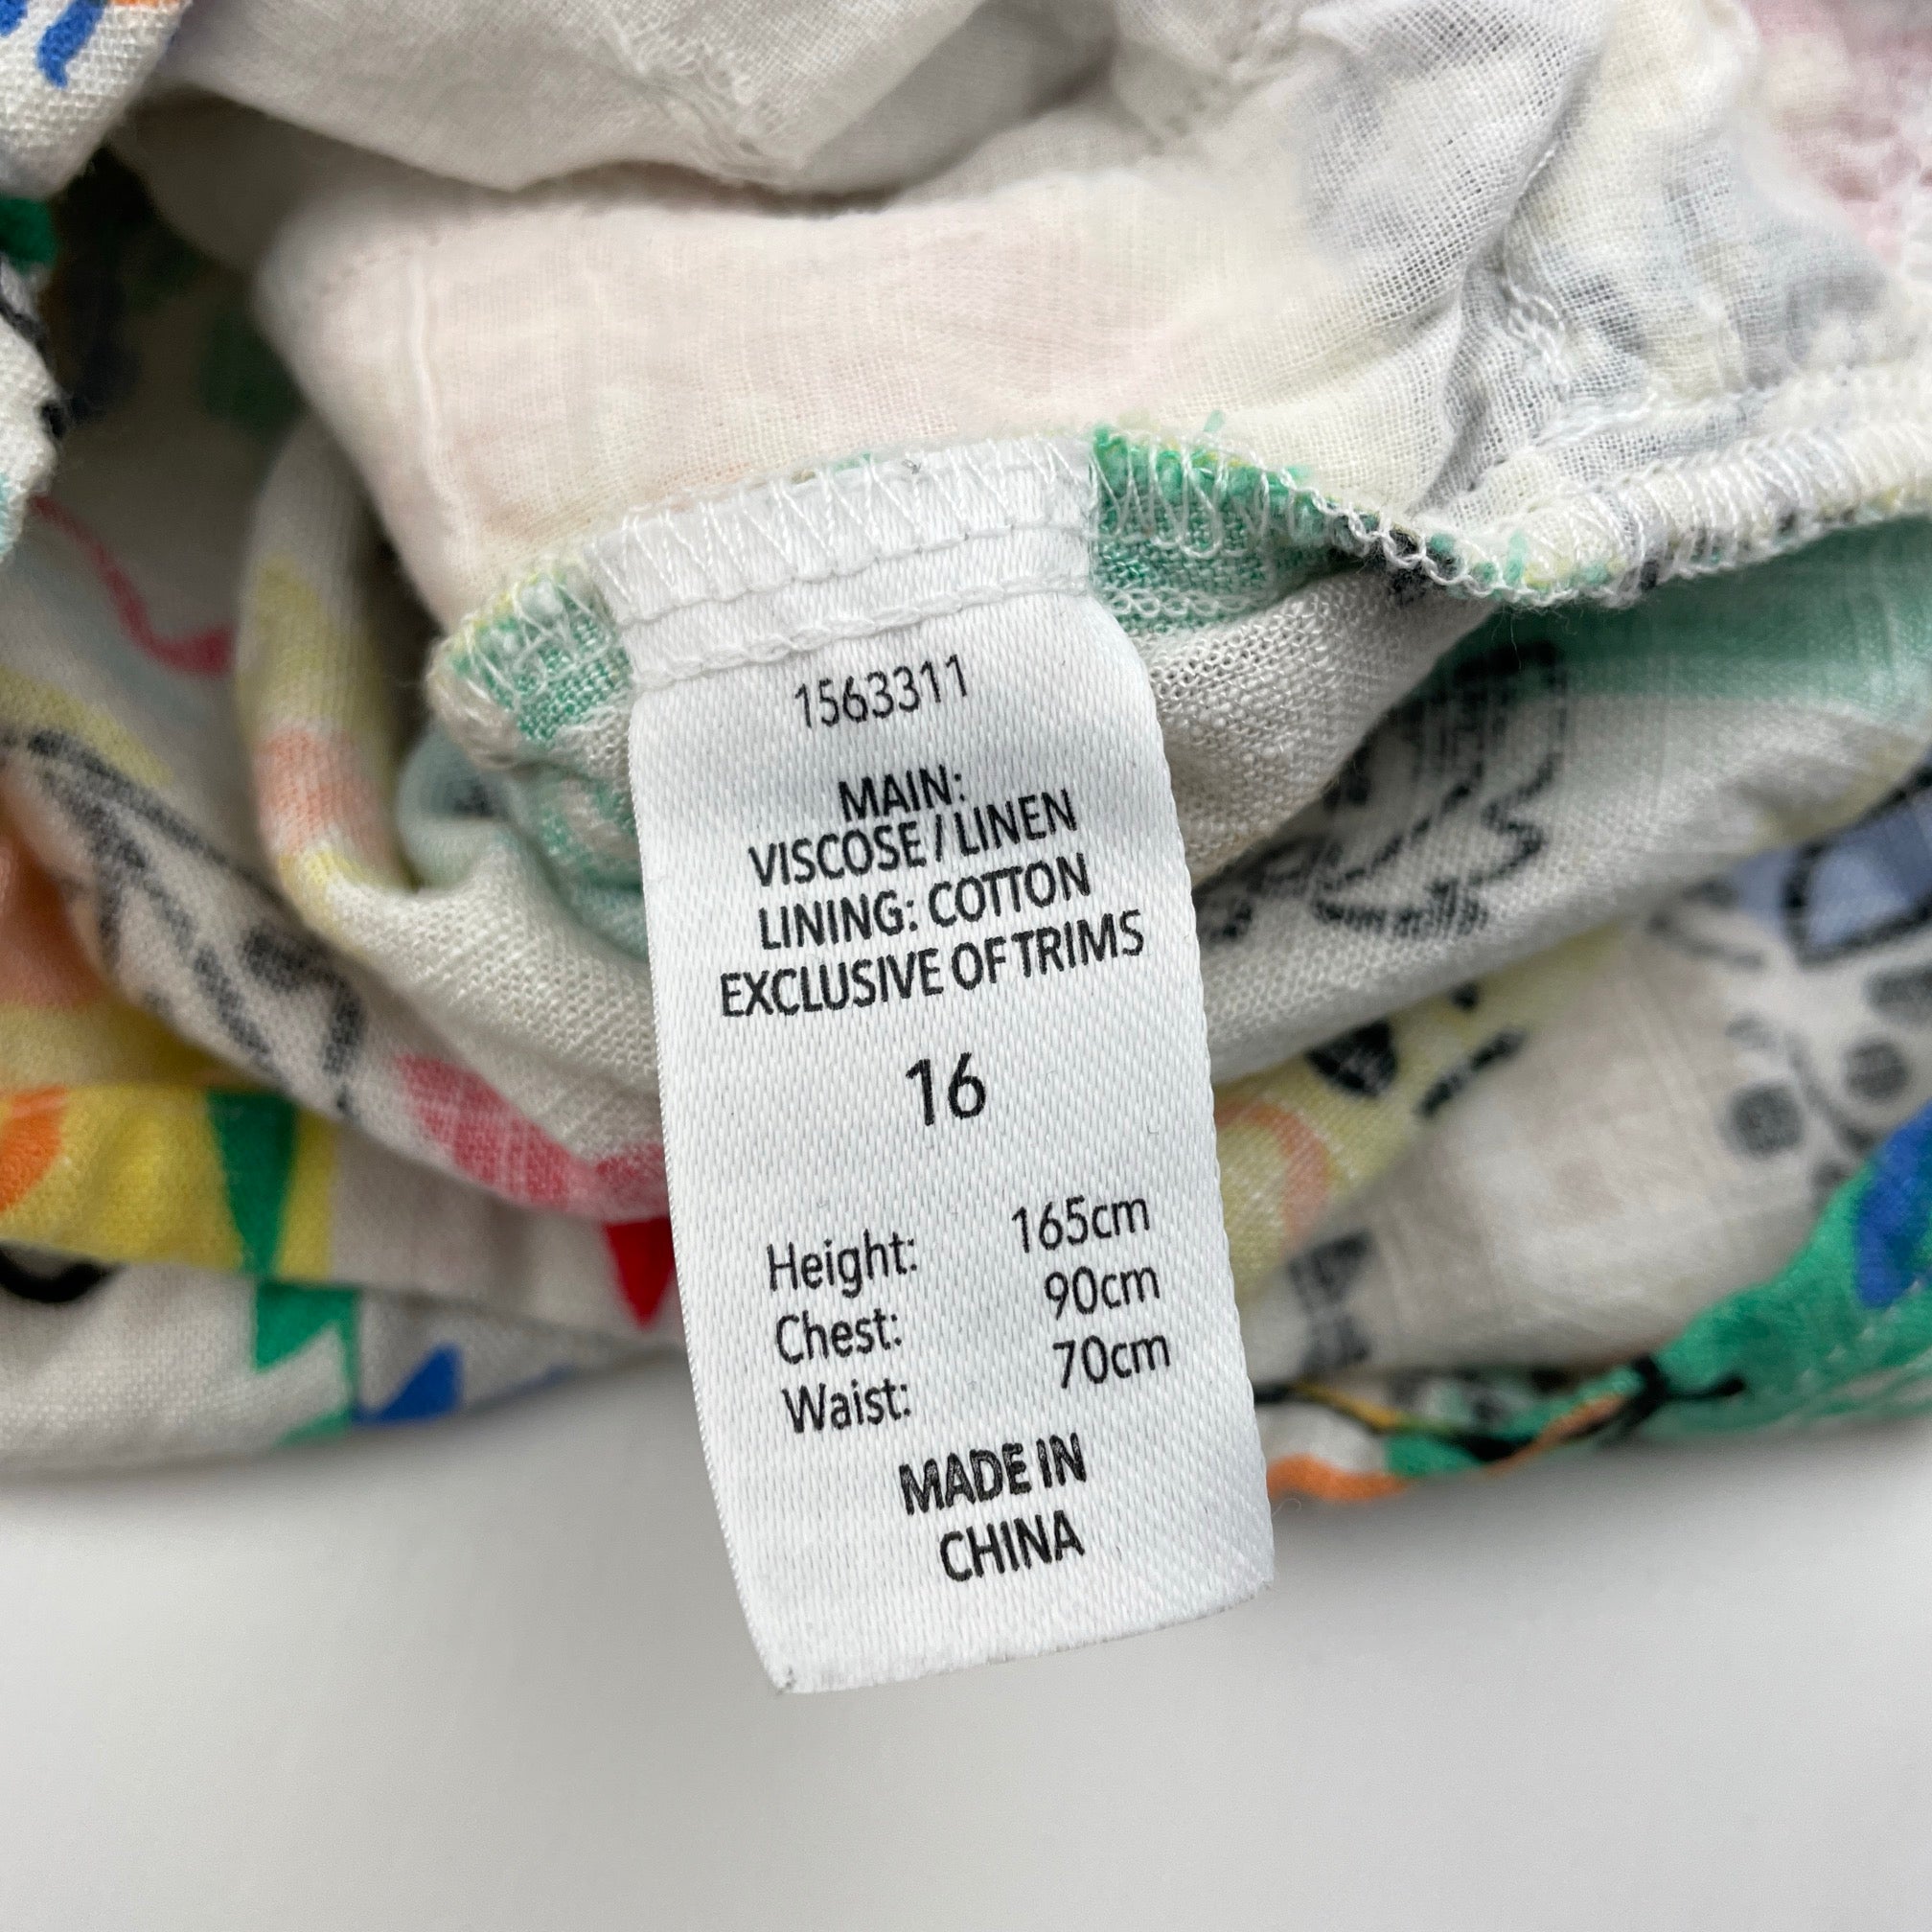 1563311
MAIN:
VISCOSE / LINEN
LINING: COTTON
EXCLUSIVE OF TRIMS
16
Height: 165cm
Chest: 90cm
Waist: 70cm
MADE IN
CHINA